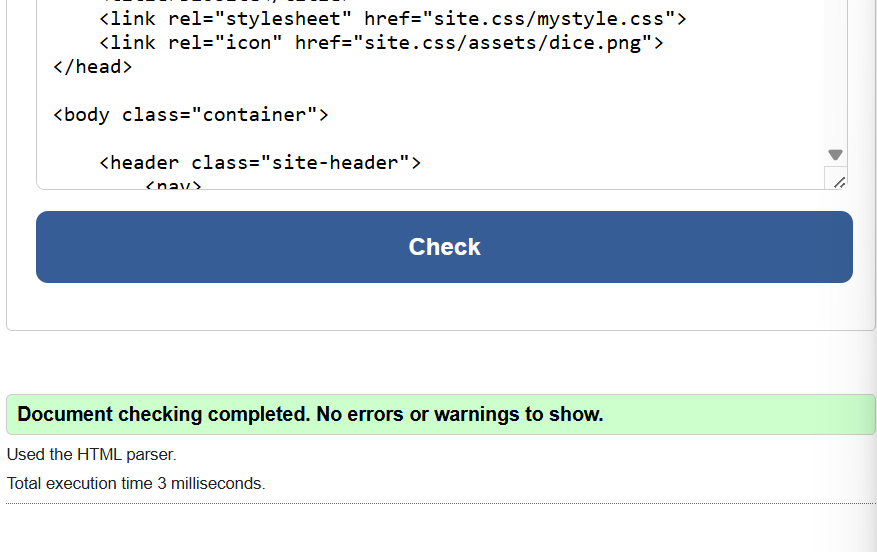 <link rel="stylesheet" href="site.css/mystyle.css">
<link rel="icon" href="site.css/assets/dice.png">
</head>
<body class="container">
<header class="site-header">
<nav>
Check
Document checking completed. No errors or warnings to show.
Used the HTML parser.
Total execution time 3 milliseconds.